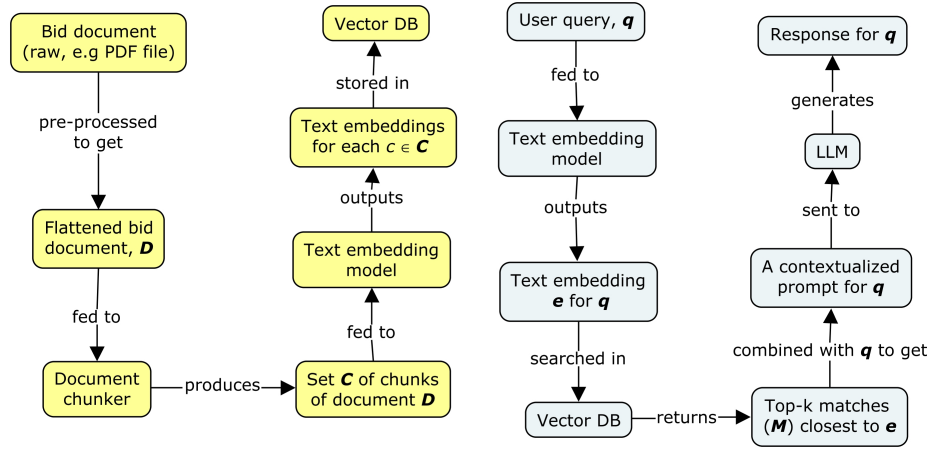 Bid document
(raw, e.g PDF file)
pre-processed
to get
Flattened bid
document, D
fed to
Document
chunker
produces
Set C of chunks
of document D
fed to
Text embedding
model
outputs
Text embeddings
for each c ∈ C
stored in
Vector DB
User query, q
fed to
Text embedding
model
outputs
Text embedding
e for q
searched in
Vector DB
returns
Top-k matches
(M) closest to e
combined with q to get
A contextualized
prompt for q
sent to
LLM
generates
Response for q